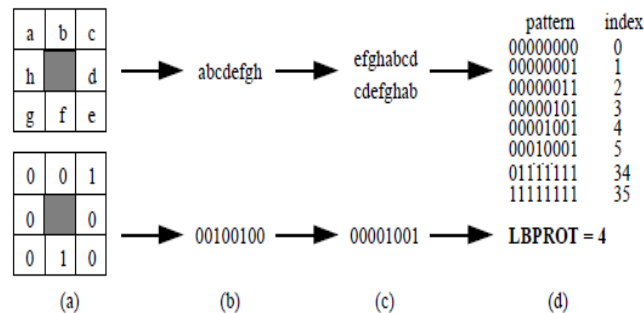 a b c
h d
g f e
abcdefgh
efghabcd
cdefghab
pattern index
00000000 0
00000001 1
00000011 2
00000101 3
00001001 4
00010001 5
01111111 34
11111111 35
0 0 1
0 0
0 1 0
00100100
00001001
LBPROT = 4
(a) (b) (c) (d)